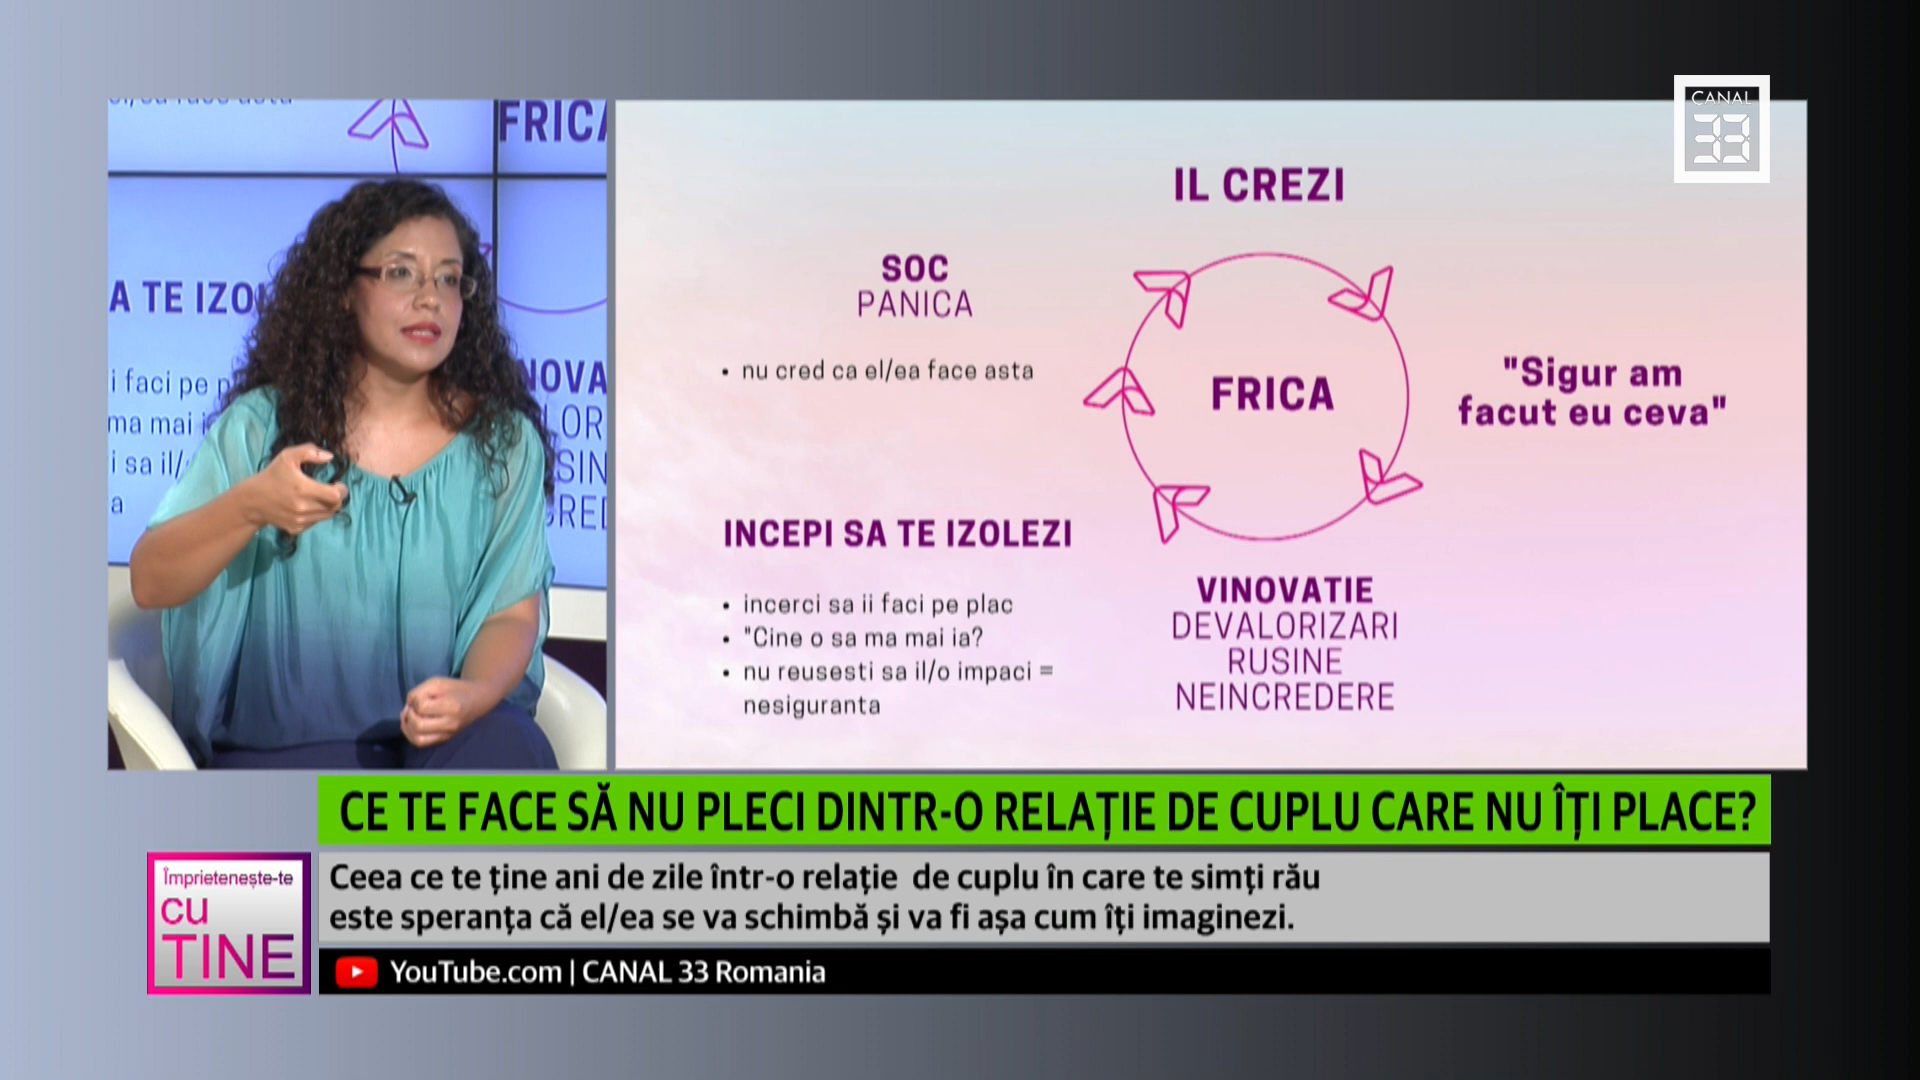 CANAL
33
FRICA
A TE IZO
i faci pe p
ma mai i
i sa il/
a
NOVA
LOR
SIN
CRED
IL CREZI
SOC
PANICA
• nu cred ca el/ea face asta
FRICA
"Sigur am
facut eu ceva"
INCEPI SA TE IZOLEZI
• incerci sa ii faci pe plac
• "Cine o sa ma mai ia?
• nu reusesti sa il/o impaci =
nesiguranta
VINOVATIE
DEVALORIZARI
RUSINE
NEINCREDERE
CE TE FACE SĂ NU PLECI DINTR-O RELAȚIE DE CUPLU CARE NU ÎȚI PLACE?
Împrietenește-te
cu
TINE
Ceea ce te ține ani de zile într-o relație de cuplu în care te simți rău
este speranța că el/ea se va schimbă și va fi așa cum îți imaginezi.
YouTube.com | CANAL 33 Romania